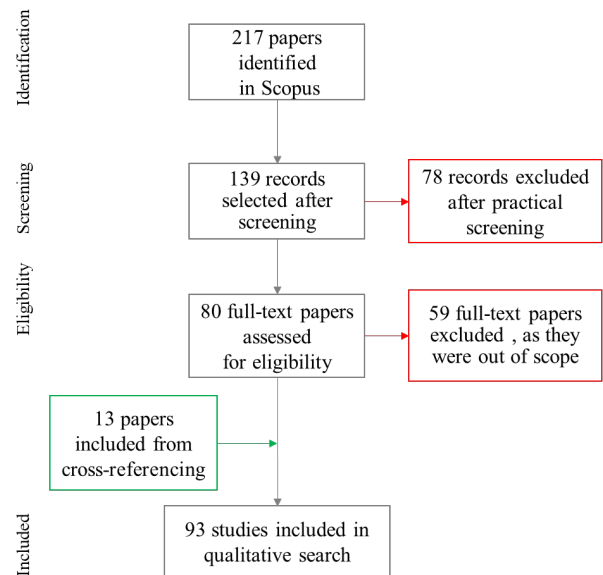 Identification
217 papers
identified
in Scopus
Screening
139 records
selected after
screening
78 records excluded
after practical
screening
Eligibility
80 full-text papers
assessed
for eligibility
59 full-text papers
excluded , as they
were out of scope
13 papers
included from
cross-referencing
Included
93 studies included in
qualitative search